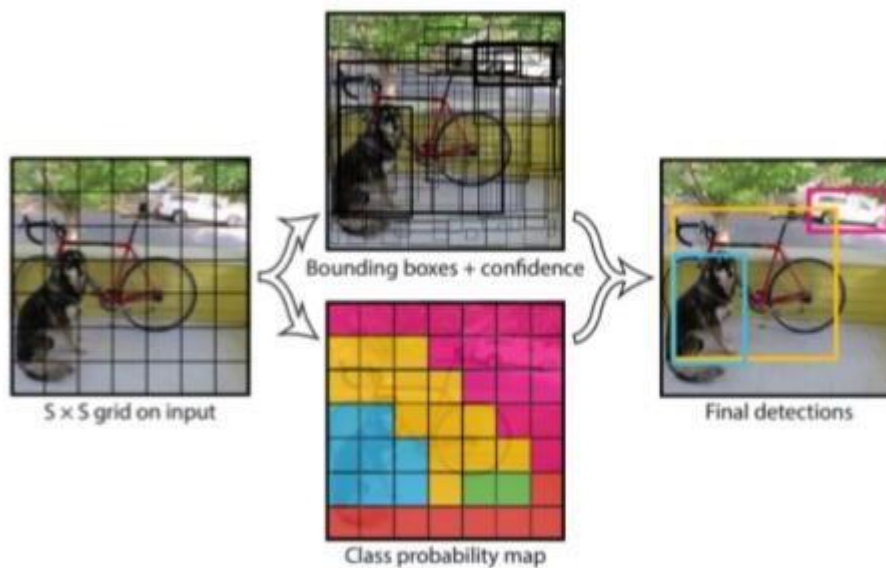 Bounding boxes + confidence
S × S grid on input
Final detections
Class probability map